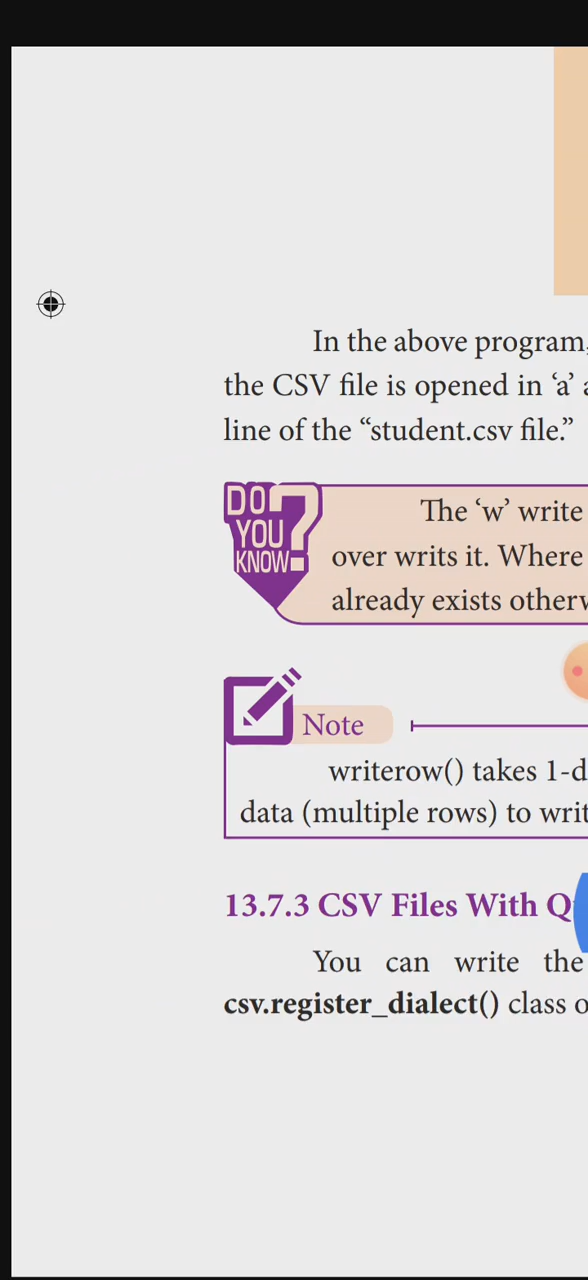 In the above program,
the CSV file is opened in ‘a’ a
line of the “student.csv file.”
DO
YOU
KNOW?
The ‘w’ write
over writs it. Where
already exists otherw
Note
writerow() takes 1-d
data (multiple rows) to writ
13.7.3 CSV Files With Q
You can write the
csv.register_dialect() class o